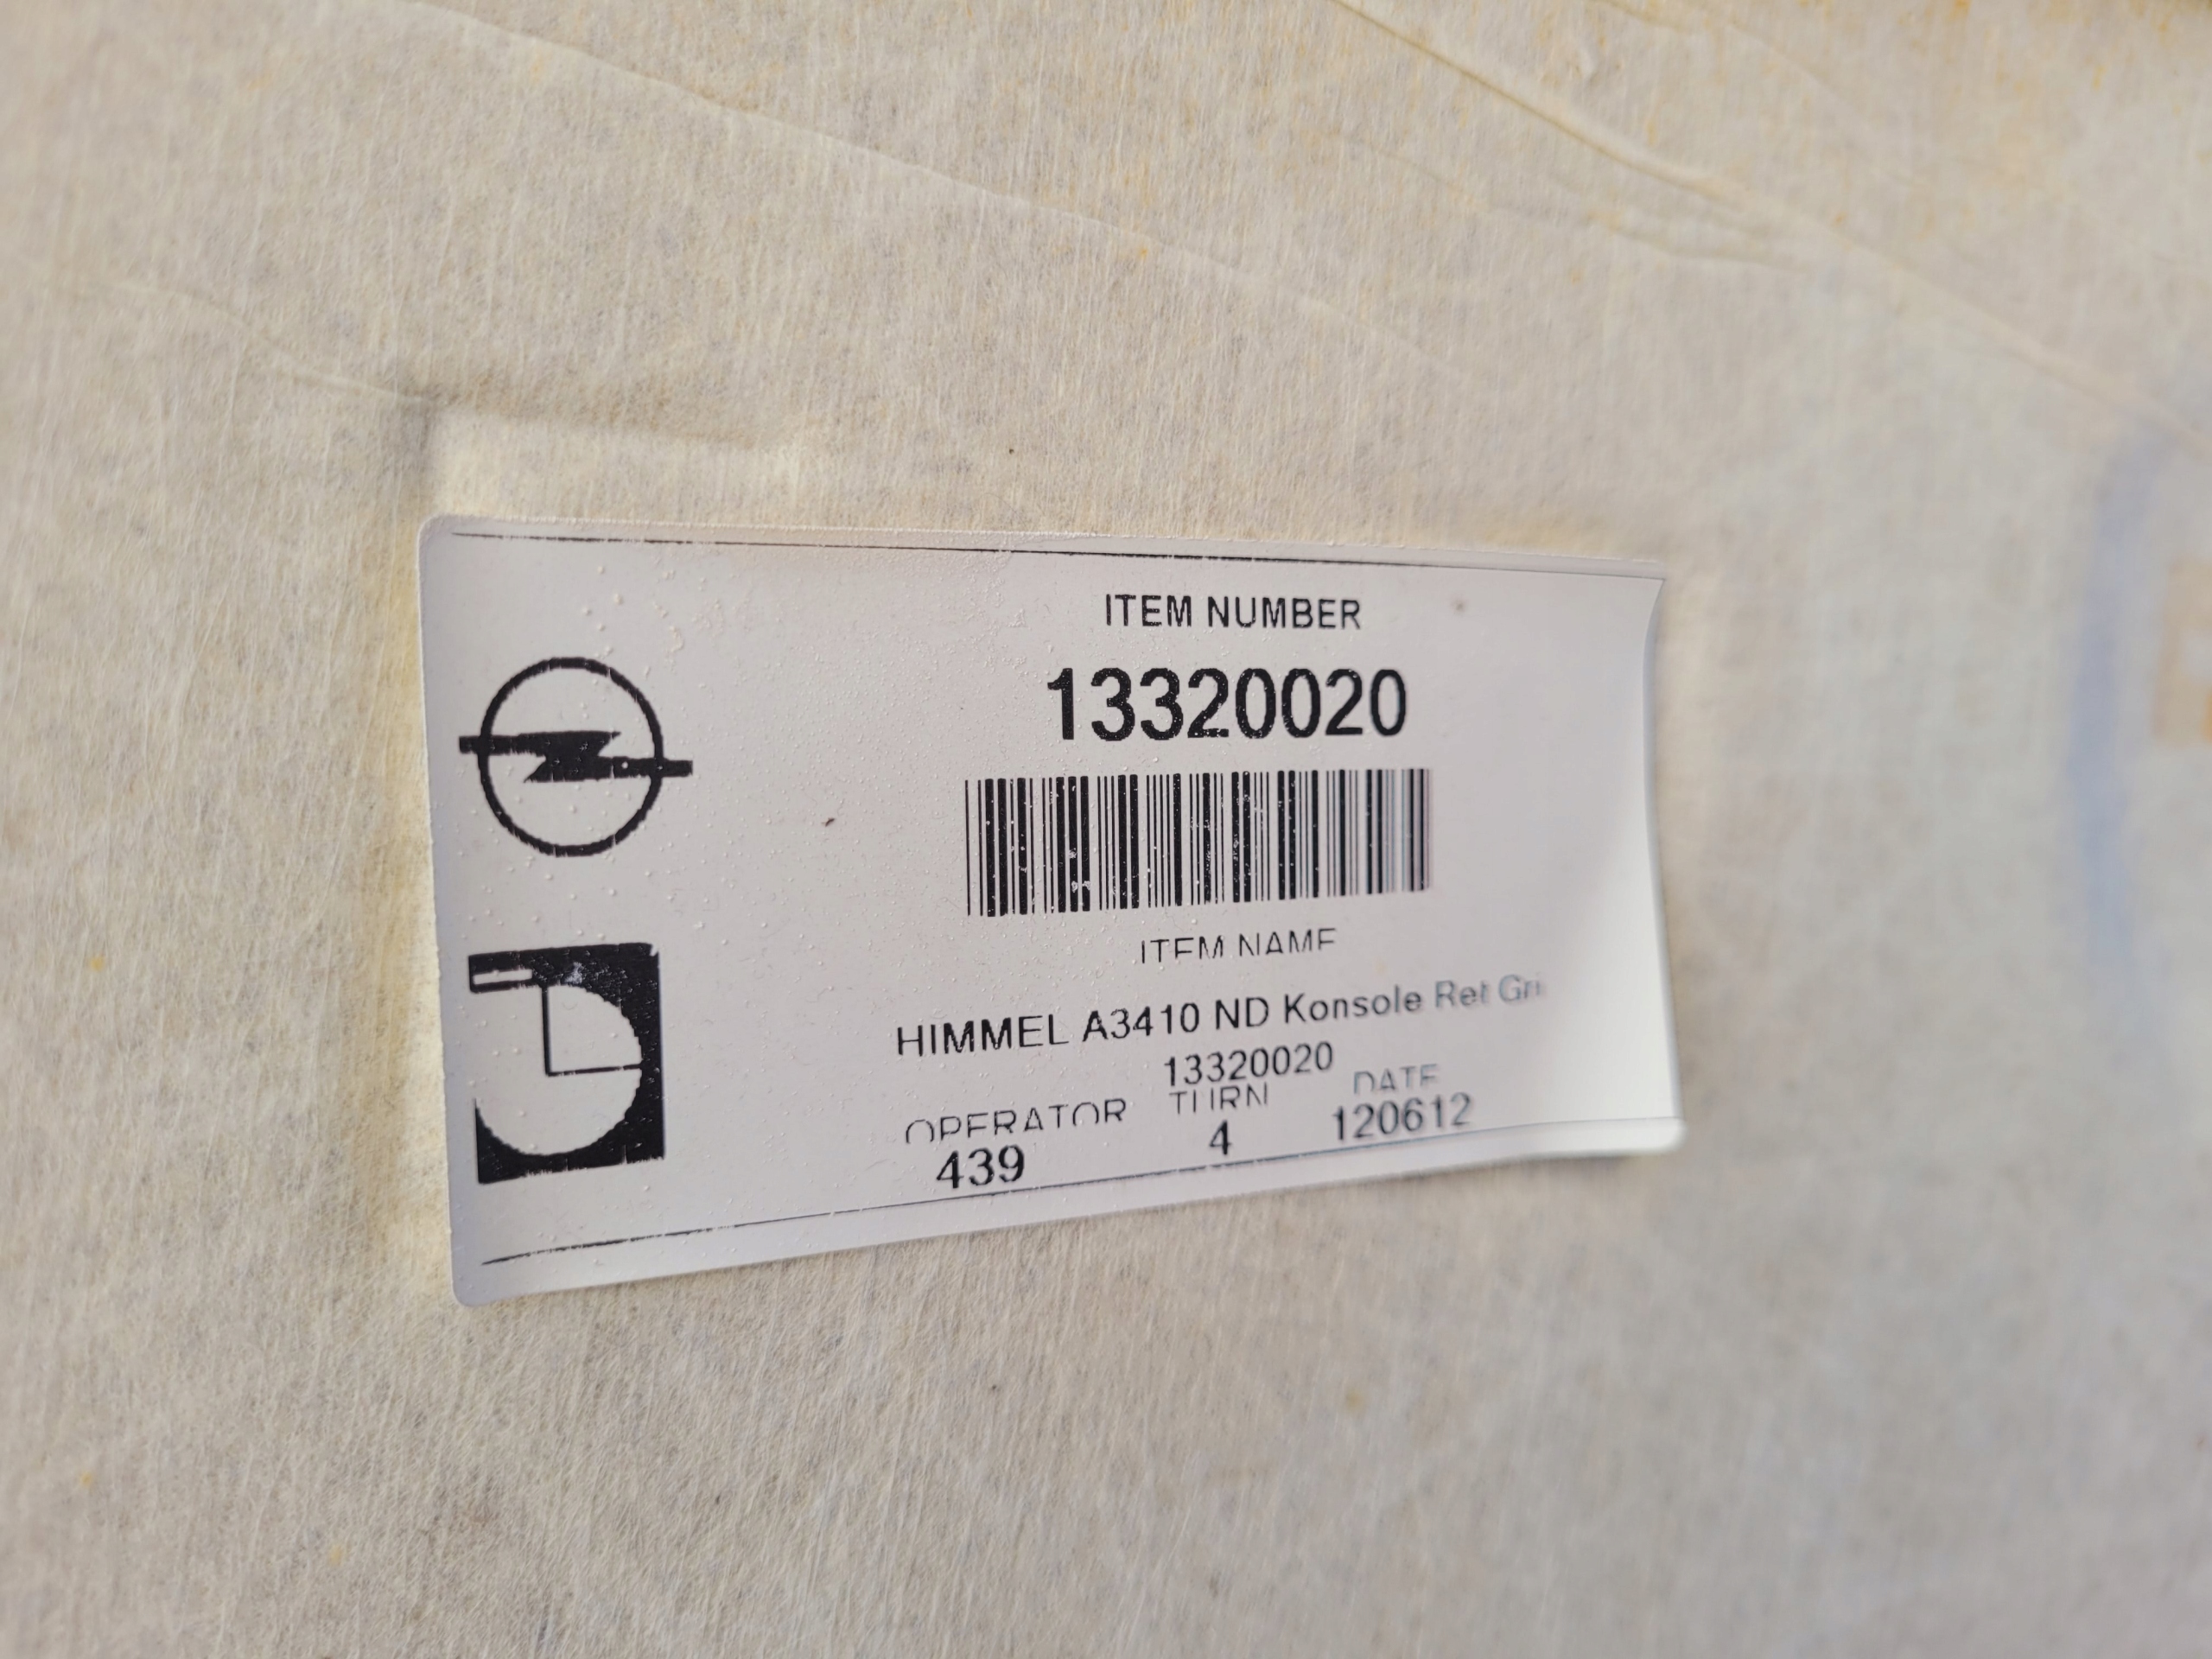 ITEM NUMBER
13320020
ITEM NAME
HIMMEL A3410 ND Konsole Ret
13320020
OPERATOR TURN DATE
439 4 120612